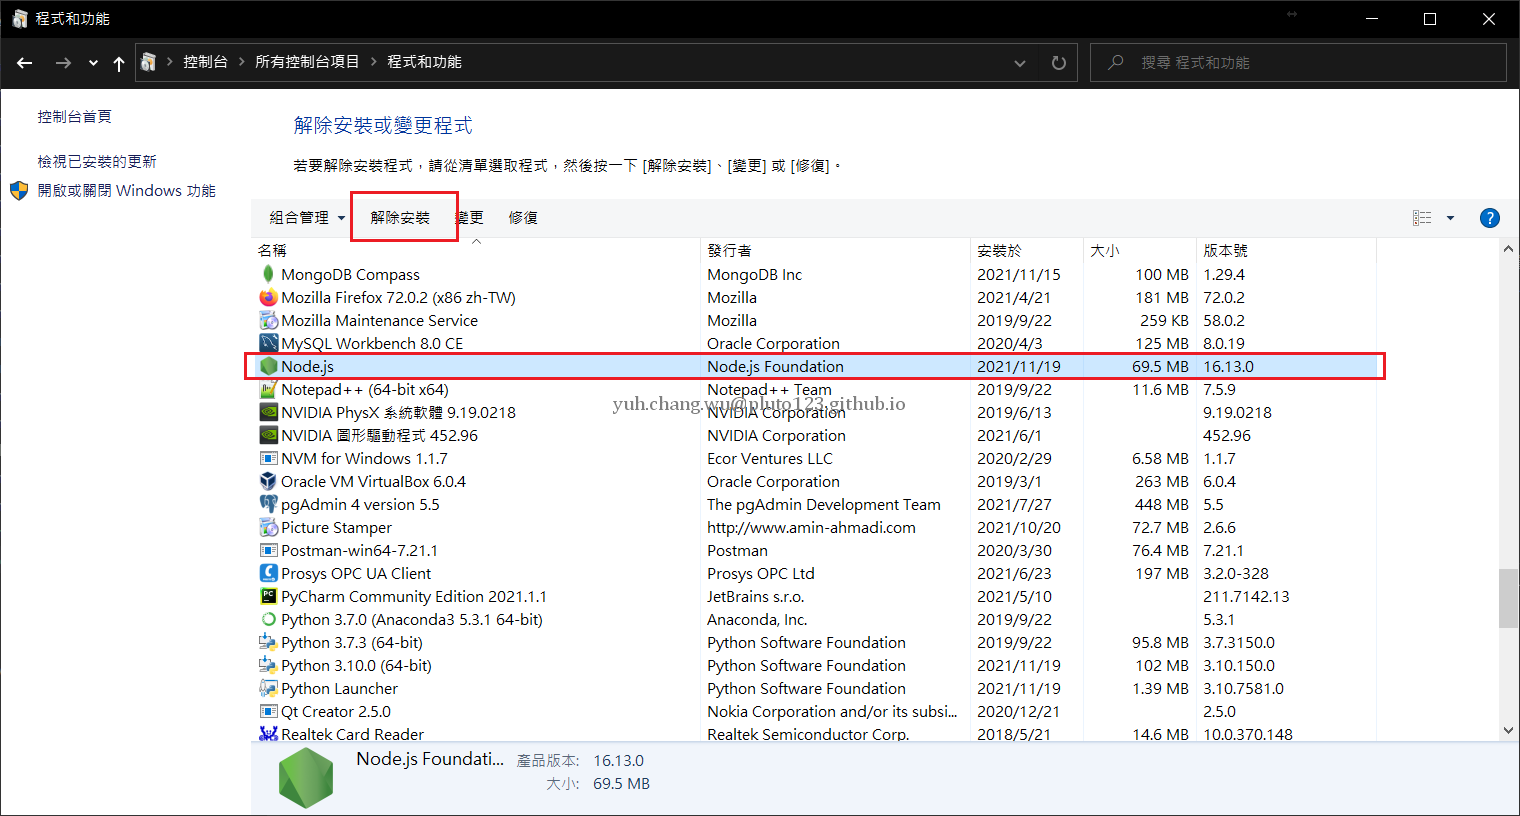 程式和功能
控制台 > 所有控制台項目 > 程式和功能
搜尋 程式和功能
控制台首頁
檢視已安裝的更新
開啟或關閉 Windows 功能
解除安裝或變更程式
若要解除安裝程式，請從清單選取程式，然後按一下 [解除安裝]、[變更] 或 [修復]。
組合管理 解除安裝 變更 修復
名稱 發行者 安裝於 大小 版本號
MongoDB Compass MongoDB Inc 2021/11/15 100 MB 1.29.4
Mozilla Firefox 72.0.2 (x86 zh-TW) Mozilla 2021/4/21 181 MB 72.0.2
Mozilla Maintenance Service Mozilla 2019/9/22 259 KB 58.0.2
MySQL Workbench 8.0 CE Oracle Corporation 2020/4/3 125 MB 8.0.19
Node.js Node.js Foundation 2021/11/19 69.5 MB 16.13.0
Notepad++ (64-bit x64) Notepad++ Team 2019/9/22 11.6 MB 7.5.9
yuh.chang.wu@pluto123.github.io
NVIDIA PhysX 系統軟體 9.19.0218 NVIDIA Corporation 2019/6/13 9.19.0218
NVIDIA 圖形驅動程式 452.96 NVIDIA Corporation 2021/6/1 452.96
NVM for Windows 1.1.7 Ecor Ventures LLC 2020/2/29 6.58 MB 1.1.7
Oracle VM VirtualBox 6.0.4 Oracle Corporation 2019/3/1 263 MB 6.0.4
pgAdmin 4 version 5.5 The pgAdmin Development Team 2021/7/27 448 MB 5.5
Picture Stamper http://www.amin-ahmadi.com 2021/10/20 72.7 MB 2.6.6
Postman-win64-7.21.1 Postman 2020/3/30 76.4 MB 7.21.1
Prosys OPC UA Client Prosys OPC Ltd 2021/6/23 197 MB 3.2.0-328
PyCharm Community Edition 2021.1.1 JetBrains s.r.o. 2021/5/10 211.7142.13
Python 3.7.0 (Anaconda3 5.3.1 64-bit) Anaconda, Inc. 2019/9/22 5.3.1
Python 3.7.3 (64-bit) Python Software Foundation 2019/9/22 95.8 MB 3.7.3150.0
Python 3.10.0 (64-bit) Python Software Foundation 2021/11/19 102 MB 3.10.150.0
Python Launcher Python Software Foundation 2021/11/19 1.39 MB 3.10.7581.0
Qt Creator 2.5.0 Nokia Corporation and/or its subsi... 2020/12/21 2.5.0
Realtek Card Reader Realtek Semiconductor Corp. 2018/5/21 14.6 MB 10.0.370.148
Node.js Foundati... 產品版本: 16.13.0
大小: 69.5 MB